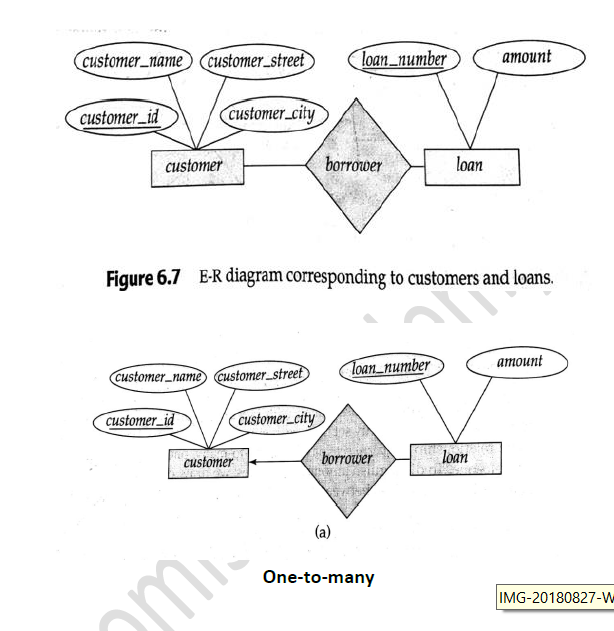 customer_name customer_street loan_number amount
customer_id customer_city
customer borrower loan
Figure 6.7 E-R diagram corresponding to customers and loans.
customer_name customer_street loan_number amount
customer_id customer_city
customer borrower loan
(a)
One-to-many
IMG-20180827-W